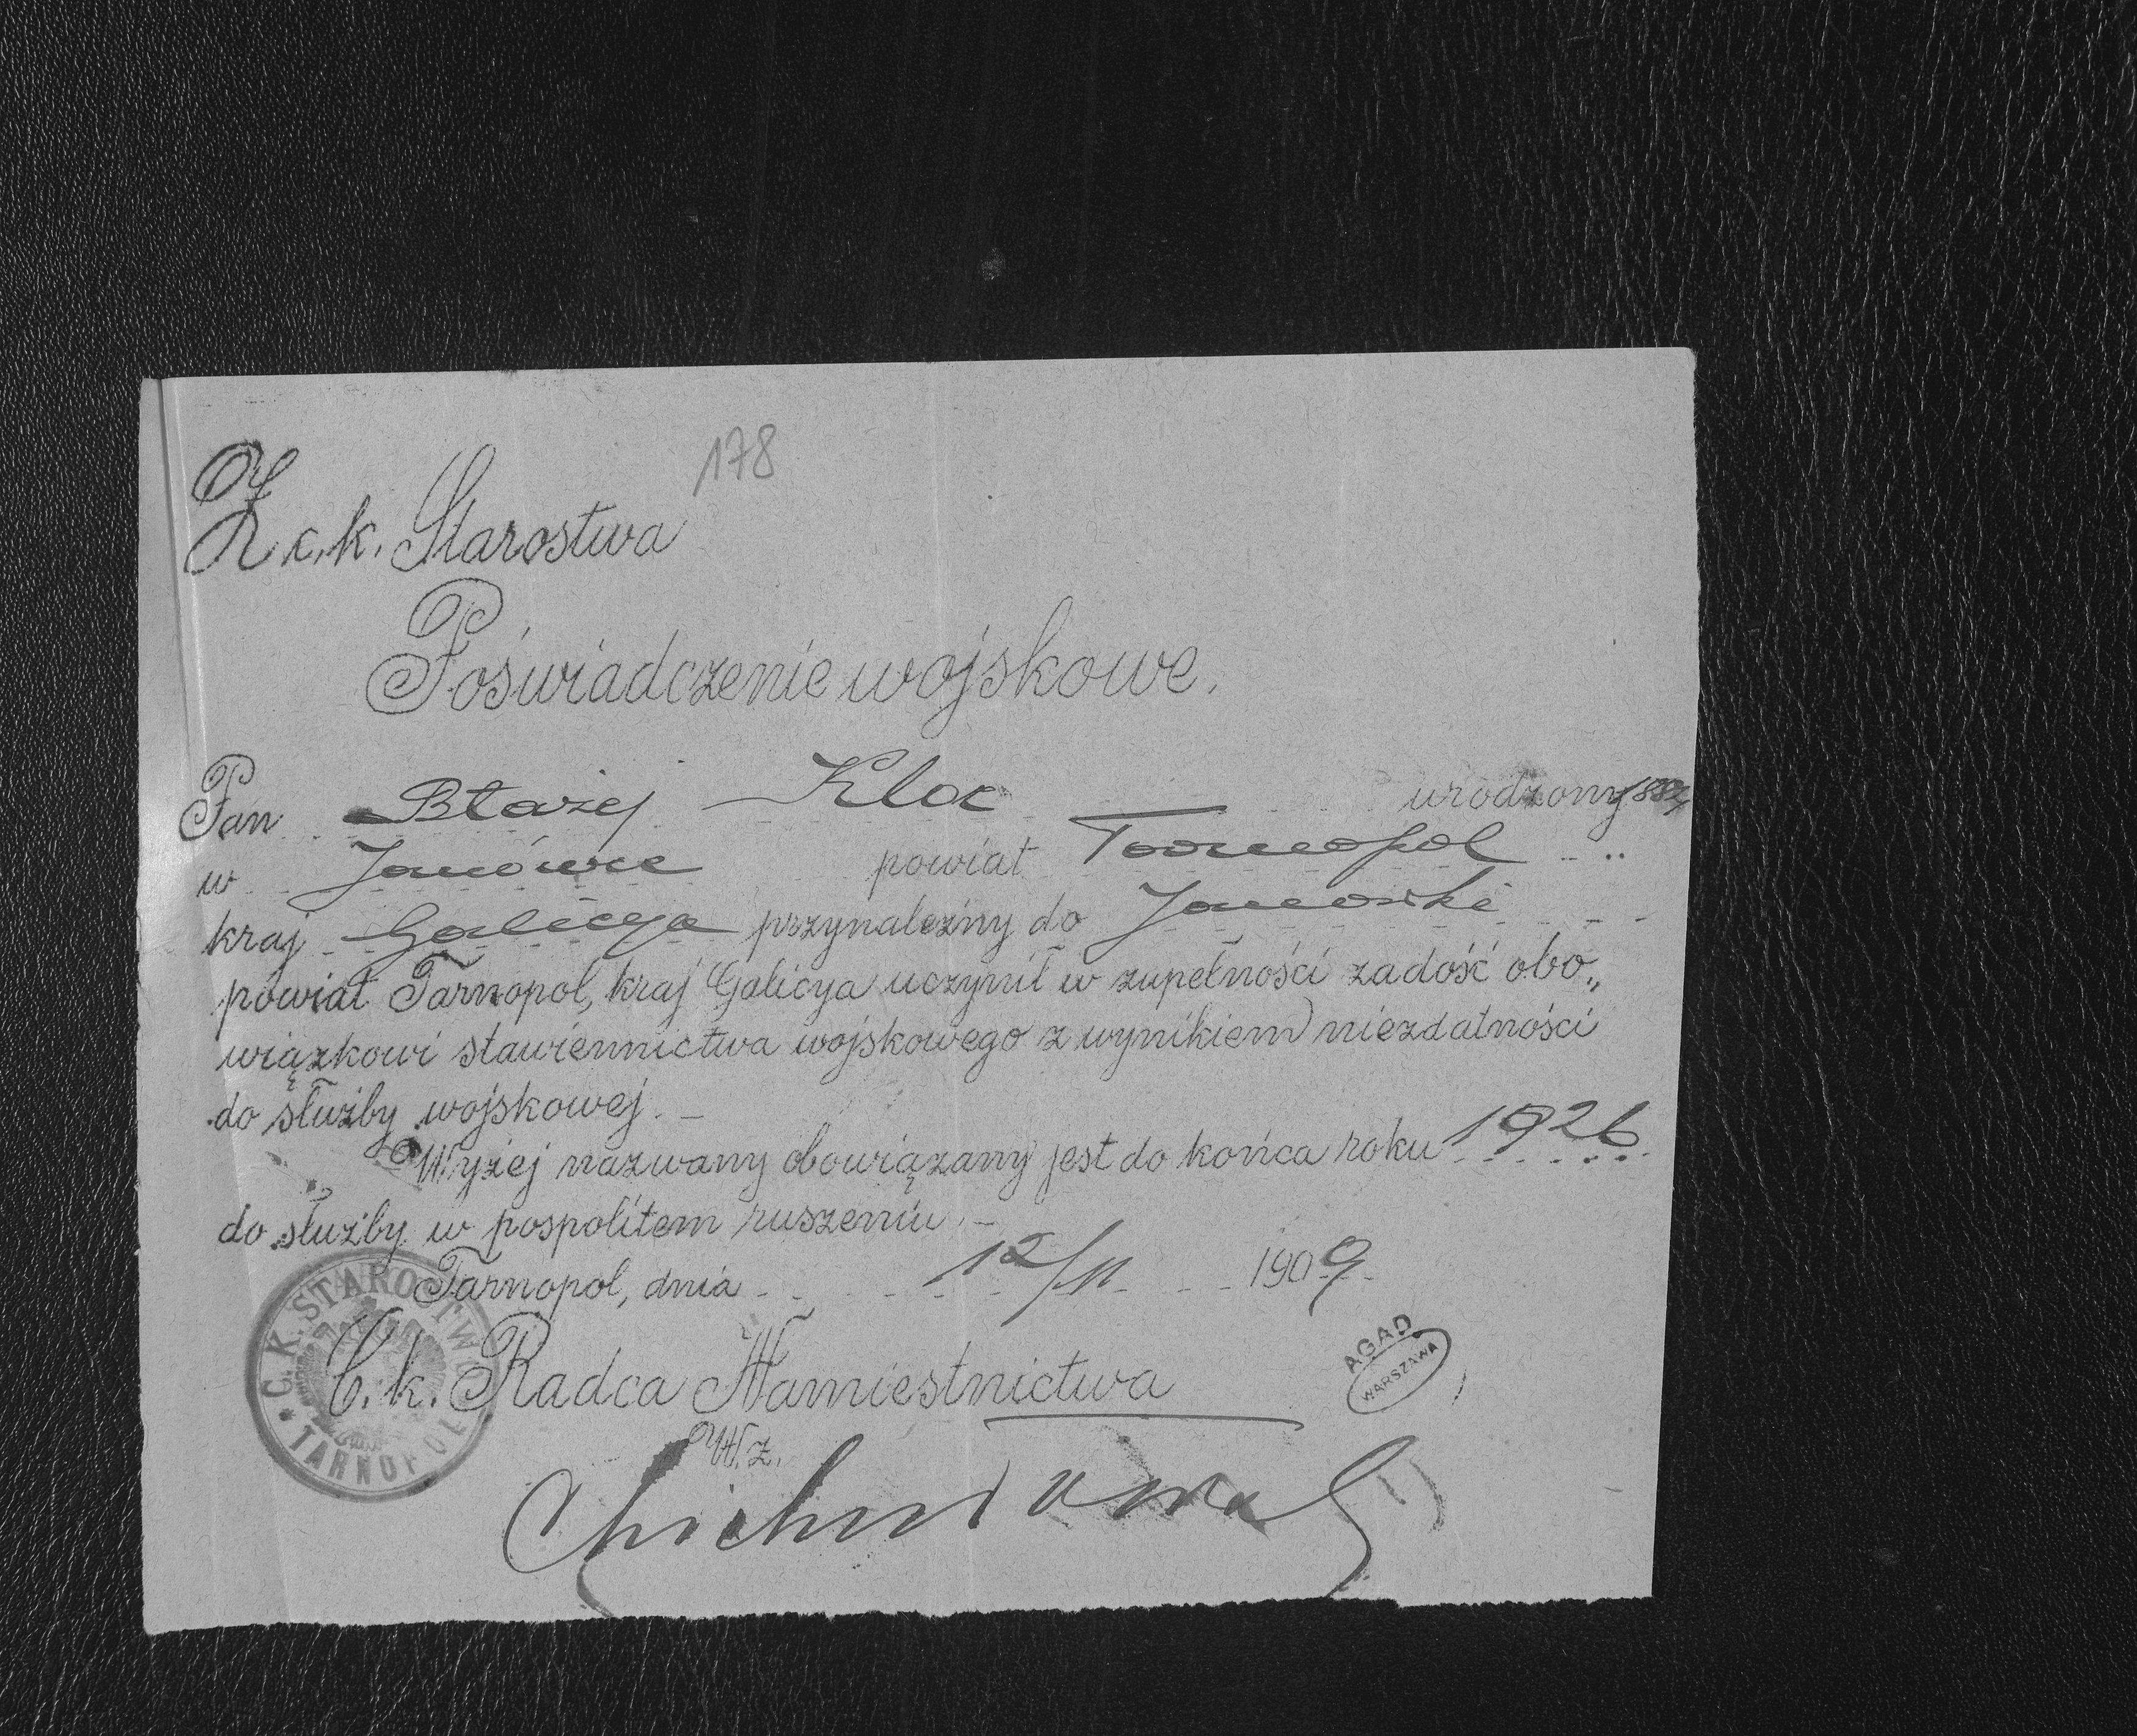 178
Z c.k. Starostwa
Poświadczenie wojskowe.
Pan Błażej Kloc urodzony 1884
w Janówce powiat Tarnopol
kraj Galicya przynależny do Janówki
powiat Tarnopol, kraj Galicya uczynił w zupełności zadość obo„
wiązkowi stawiennictwa wojskowego z wynikiem niezdatności
do służby wojskowej. –
Wyżej nazwany obowiązany jest do końca roku 1926
do służby w pospolitem ruszeniu. –
Tarnopol, dnia 12/11 1909
C. k. Radca Namiestnictwa
W. z.
C. K. STAROSTWO
* TARNOPOL
AGAD
WARSZAWA